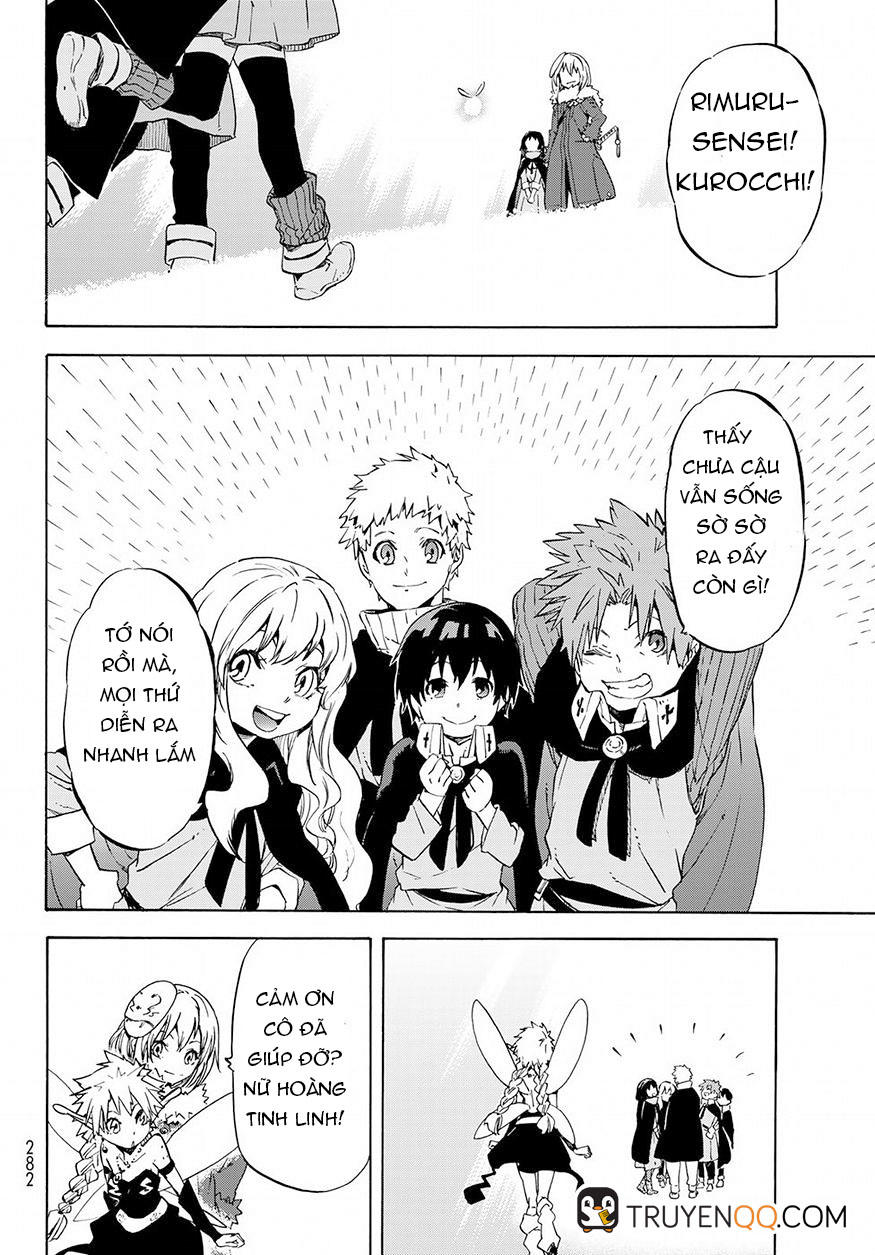 RIMURU-
SENSEI!
KUROCCHI!
THẤY
CHƯA CẬU
VẪN SỐNG
SỜ SỜ
RA ĐẤY
CÒN GÌ!
TỚ NÓI
RỒI MÀ,
MỌI THỨ
DIỄN RA
NHANH LẮM
CẢM ƠN
CÔ ĐÃ
GIÚP ĐỠ?
NỮ HOÀNG
TINH LINH!
282
TRUYENQQ.COM